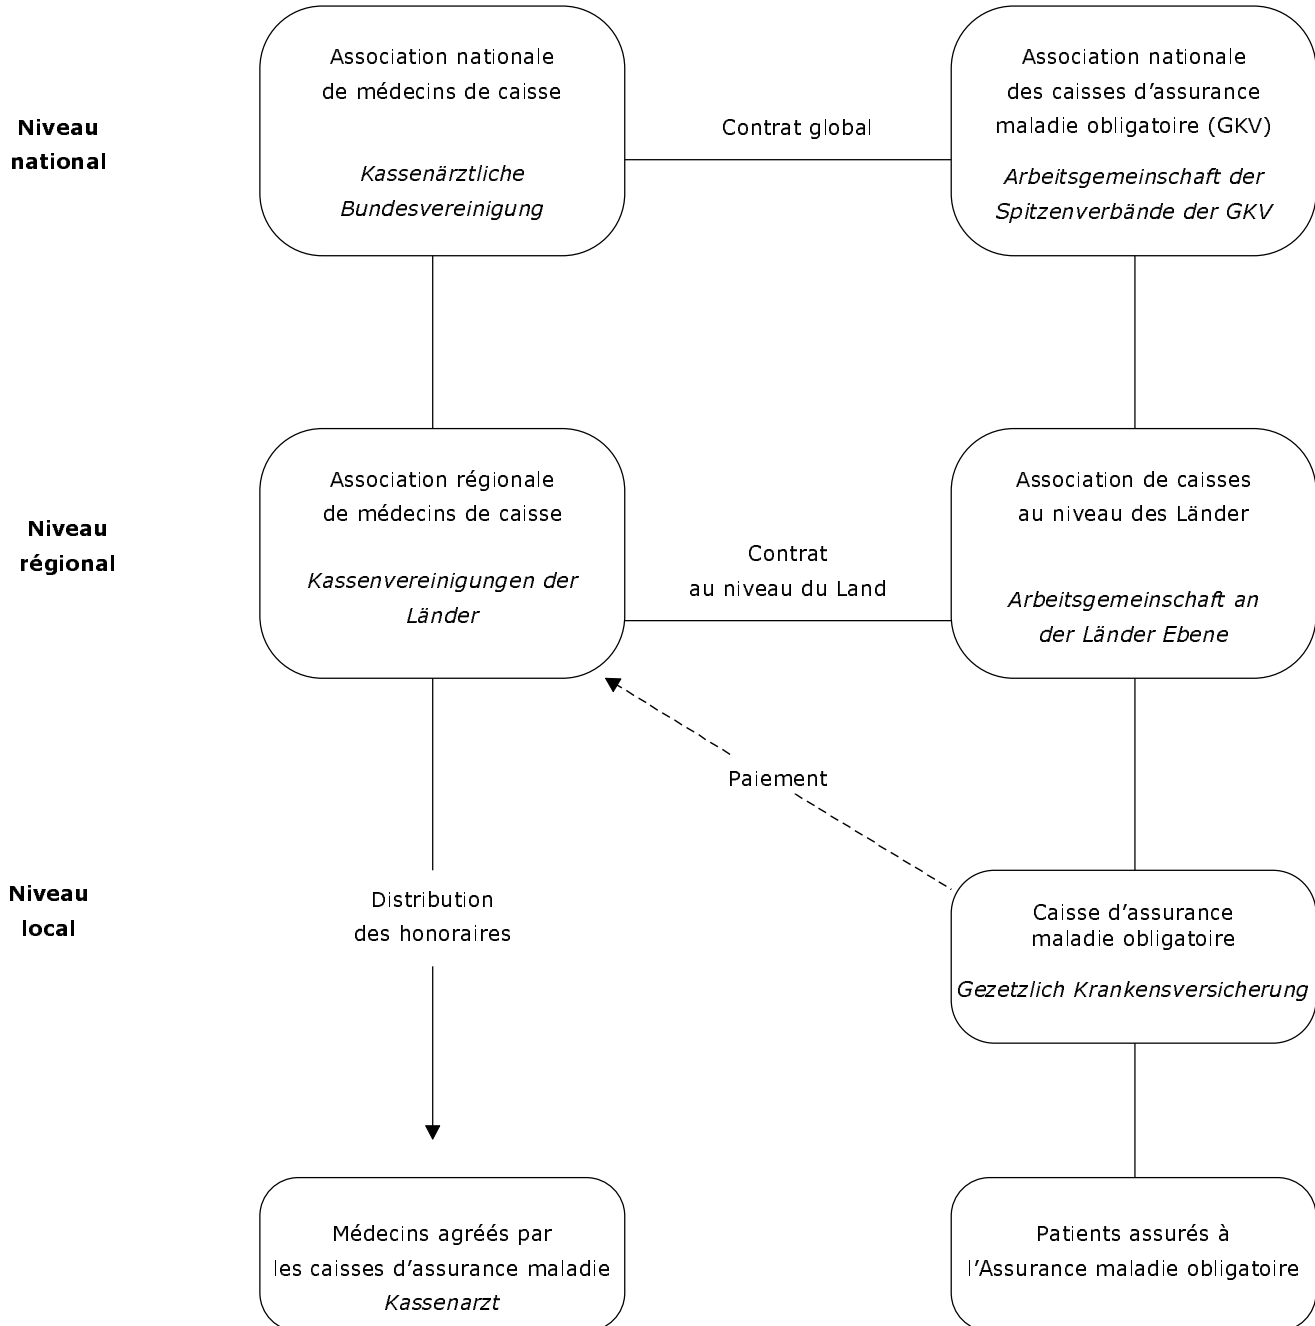 Niveau
national
Association nationale
de médecins de caisse
Kassenärztliche
Bundesvereinigung
Contrat global
Association nationale
des caisses d'assurance
maladie obligatoire (GKV)
Arbeitsgemeinschaft der
Spitzenverbände der GKV
Niveau
régional
Association régionale
de médecins de caisse
Kassenvereinigungen der
Länder
Contrat
au niveau du Land
Association de caisses
au niveau des Länder
Arbeitsgemeinschaft an
der Länder Ebene
Paiement
Niveau
local
Distribution
des honoraires
Caisse d'assurance
maladie obligatoire
Gezetzlich Krankensversicherung
Médecins agréés par
les caisses d'assurance maladie
Kassenarzt
Patients assurés à
l'Assurance maladie obligatoire